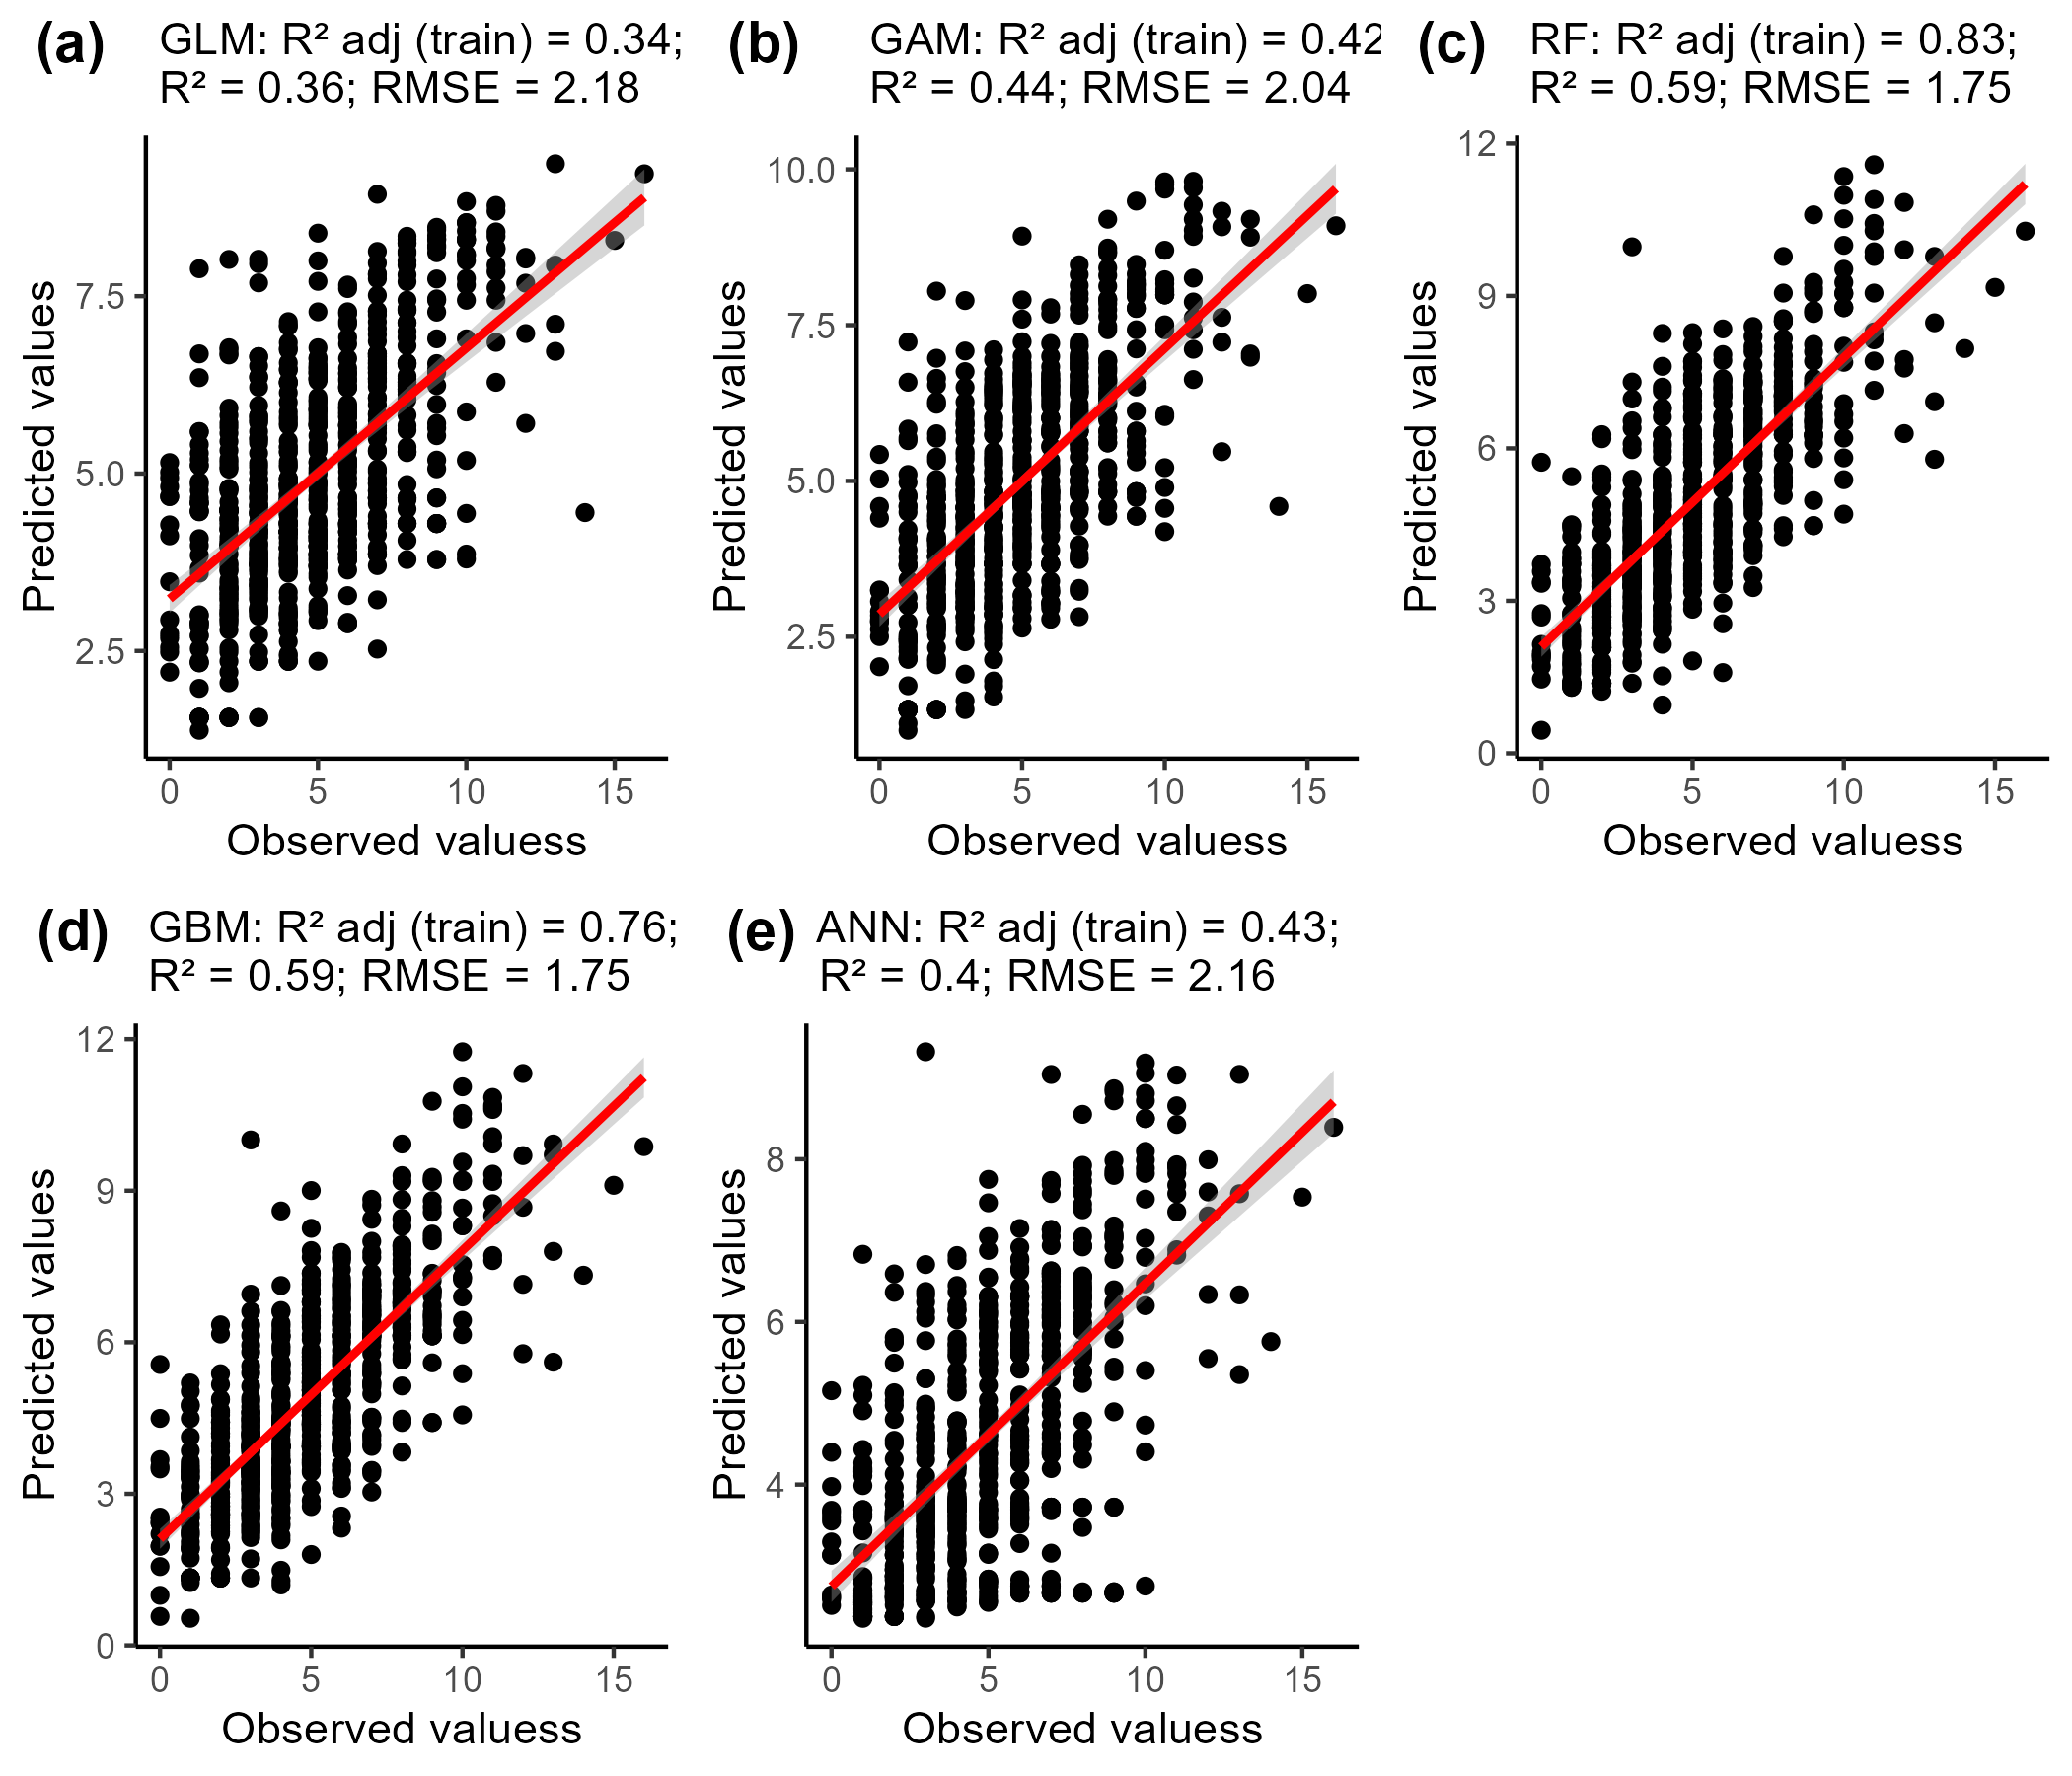 (a) GLM: R² adj (train) = 0.34;
R² = 0.36; RMSE = 2.18
Predicted values
7.5
5.0
2.5
0 5 10 15
Observed valuess
(b) GAM: R² adj (train) = 0.42
R² = 0.44; RMSE = 2.04
Predicted values
10.0
7.5
5.0
2.5
0 5 10 15
Observed valuess
(c) RF: R² adj (train) = 0.83;
R² = 0.59; RMSE = 1.75
Predicted values
12
9
6
3
0
0 5 10 15
Observed valuess
(d) GBM: R² adj (train) = 0.76;
R² = 0.59; RMSE = 1.75
Predicted values
12
9
6
3
0
0 5 10 15
Observed valuess
(e) ANN: R² adj (train) = 0.43;
R² = 0.4; RMSE = 2.16
Predicted values
8
6
4
0 5 10 15
Observed valuess